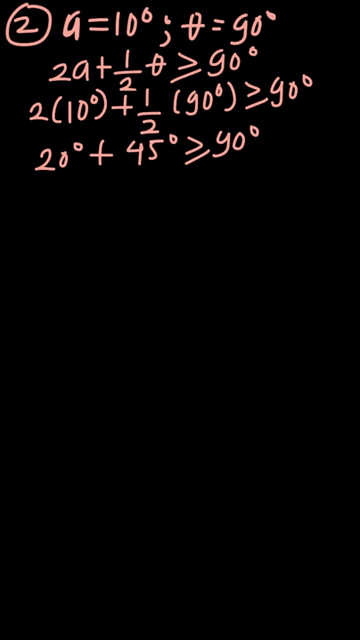 ② a = 10°; θ = 90°
2a + 1/2 θ ≥ 90°
2(10°) + 1/2 (90°) ≥ 90°
20° + 45° ≥ 90°